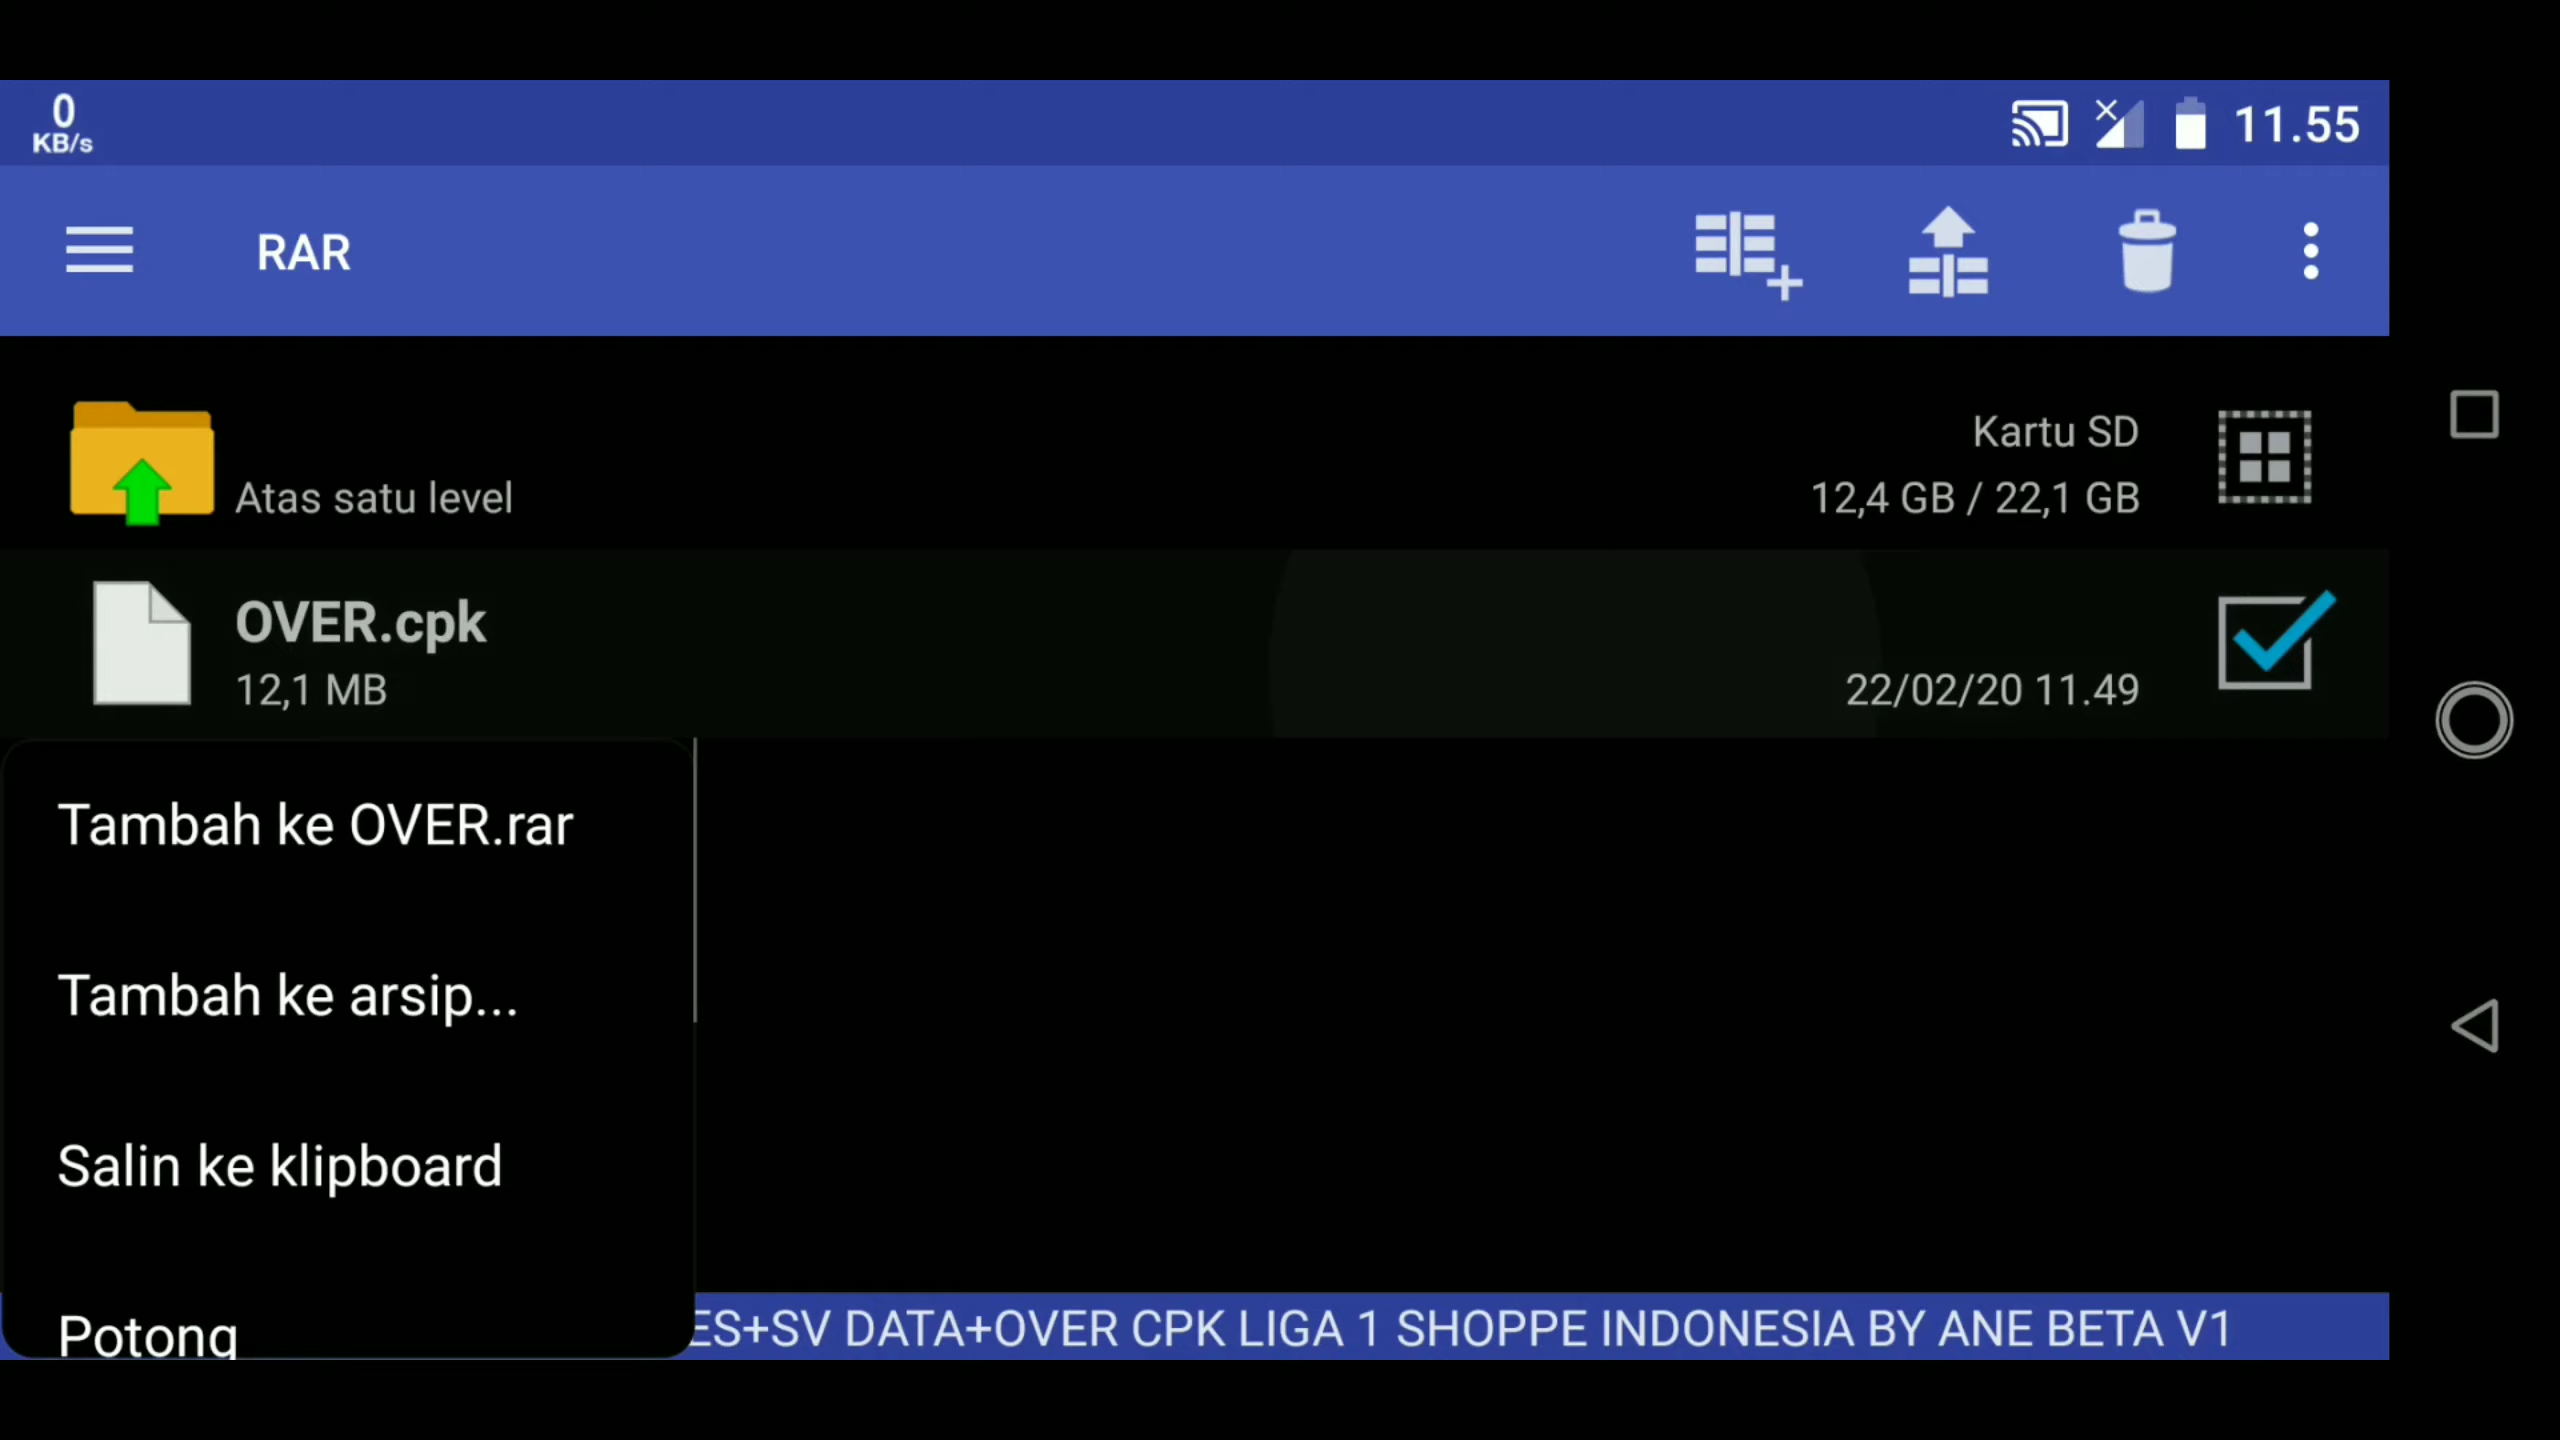 0
KB/s
11.55
RAR
Kartu SD
Atas satu level
12,4 GB / 22,1 GB
OVER.cpk
12,1 MB
22/02/20 11.49
Tambah ke OVER.rar
Tambah ke arsip...
Salin ke klipboard
Potong
ES+SV DATA+OVER CPK LIGA 1 SHOPPE INDONESIA BY ANE BETA V1